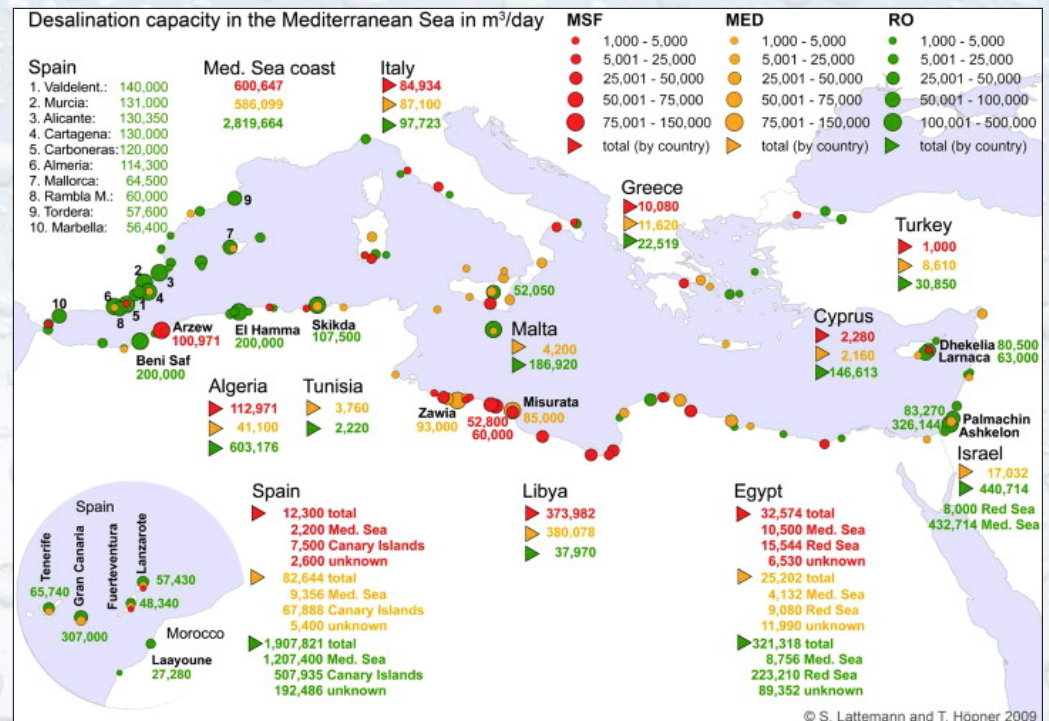 Desalination capacity in the Mediterranean Sea in m³/day
MSF
1,000 - 5,000
5,001 - 25,000
25,001 - 50,000
50,001 - 75,000
75,001 - 150,000
total (by country)
MED
1,000 - 5,000
5,001 - 25,000
25,001 - 50,000
50,001 - 75,000
75,001 - 150,000
total (by country)
RO
1,000 - 5,000
5,001 - 25,000
25,001 - 50,000
50,001 - 100,000
100,001 - 500,000
total (by country)
Spain
1. Valdelent.: 140,000
2. Murcia: 131,000
3. Alicante: 130,350
4. Cartagena: 130,000
5. Carboneras: 120,000
6. Almeria: 114,300
7. Mallorca: 64,500
8. Rambla M.: 60,000
9. Tordera: 57,600
10. Marbella: 56,400
Med. Sea coast
600,647
586,099
2,819,664
Italy
84,934
87,100
97,723
Greece
10,080
11,620
22,519
Turkey
1,000
8,610
30,850
9
7
2
3
6
1
4
10
8
5
52,050
Arzew
100,971
Beni Saf
200,000
El Hamma
200,000
Skikda
107,500
Malta
4,200
186,920
Cyprus
2,280
2,160
146,613
Dhekelia 80,500
Larnaca 63,000
Algeria
112,971
41,100
603,176
Tunisia
3,760
2,220
Zawia
93,000
52,800
60,000
Misurata
85,000
83,270 Palmachin
326,144 Ashkelon
Israel
17,032
440,714
8,000 Red Sea
432,714 Med. Sea
Spain
Tenerife
65,740
Gran Canaria
307,000
Fuerteventura
48,340
Lanzarote
57,430
Morocco
Laayoune
27,280
Spain
12,300 total
2,200 Med. Sea
7,500 Canary Islands
2,600 unknown
82,644 total
9,356 Med. Sea
67,888 Canary Islands
5,400 unknown
1,907,821 total
1,207,400 Med. Sea
507,935 Canary Islands
192,486 unknown
Libya
373,982
380,078
37,970
Egypt
32,574 total
10,500 Med. Sea
15,544 Red Sea
6,530 unknown
25,202 total
4,132 Med. Sea
9,080 Red Sea
11,990 unknown
321,318 total
8,756 Med. Sea
223,210 Red Sea
89,352 unknown
© S. Lattemann and T. Höpner 2009